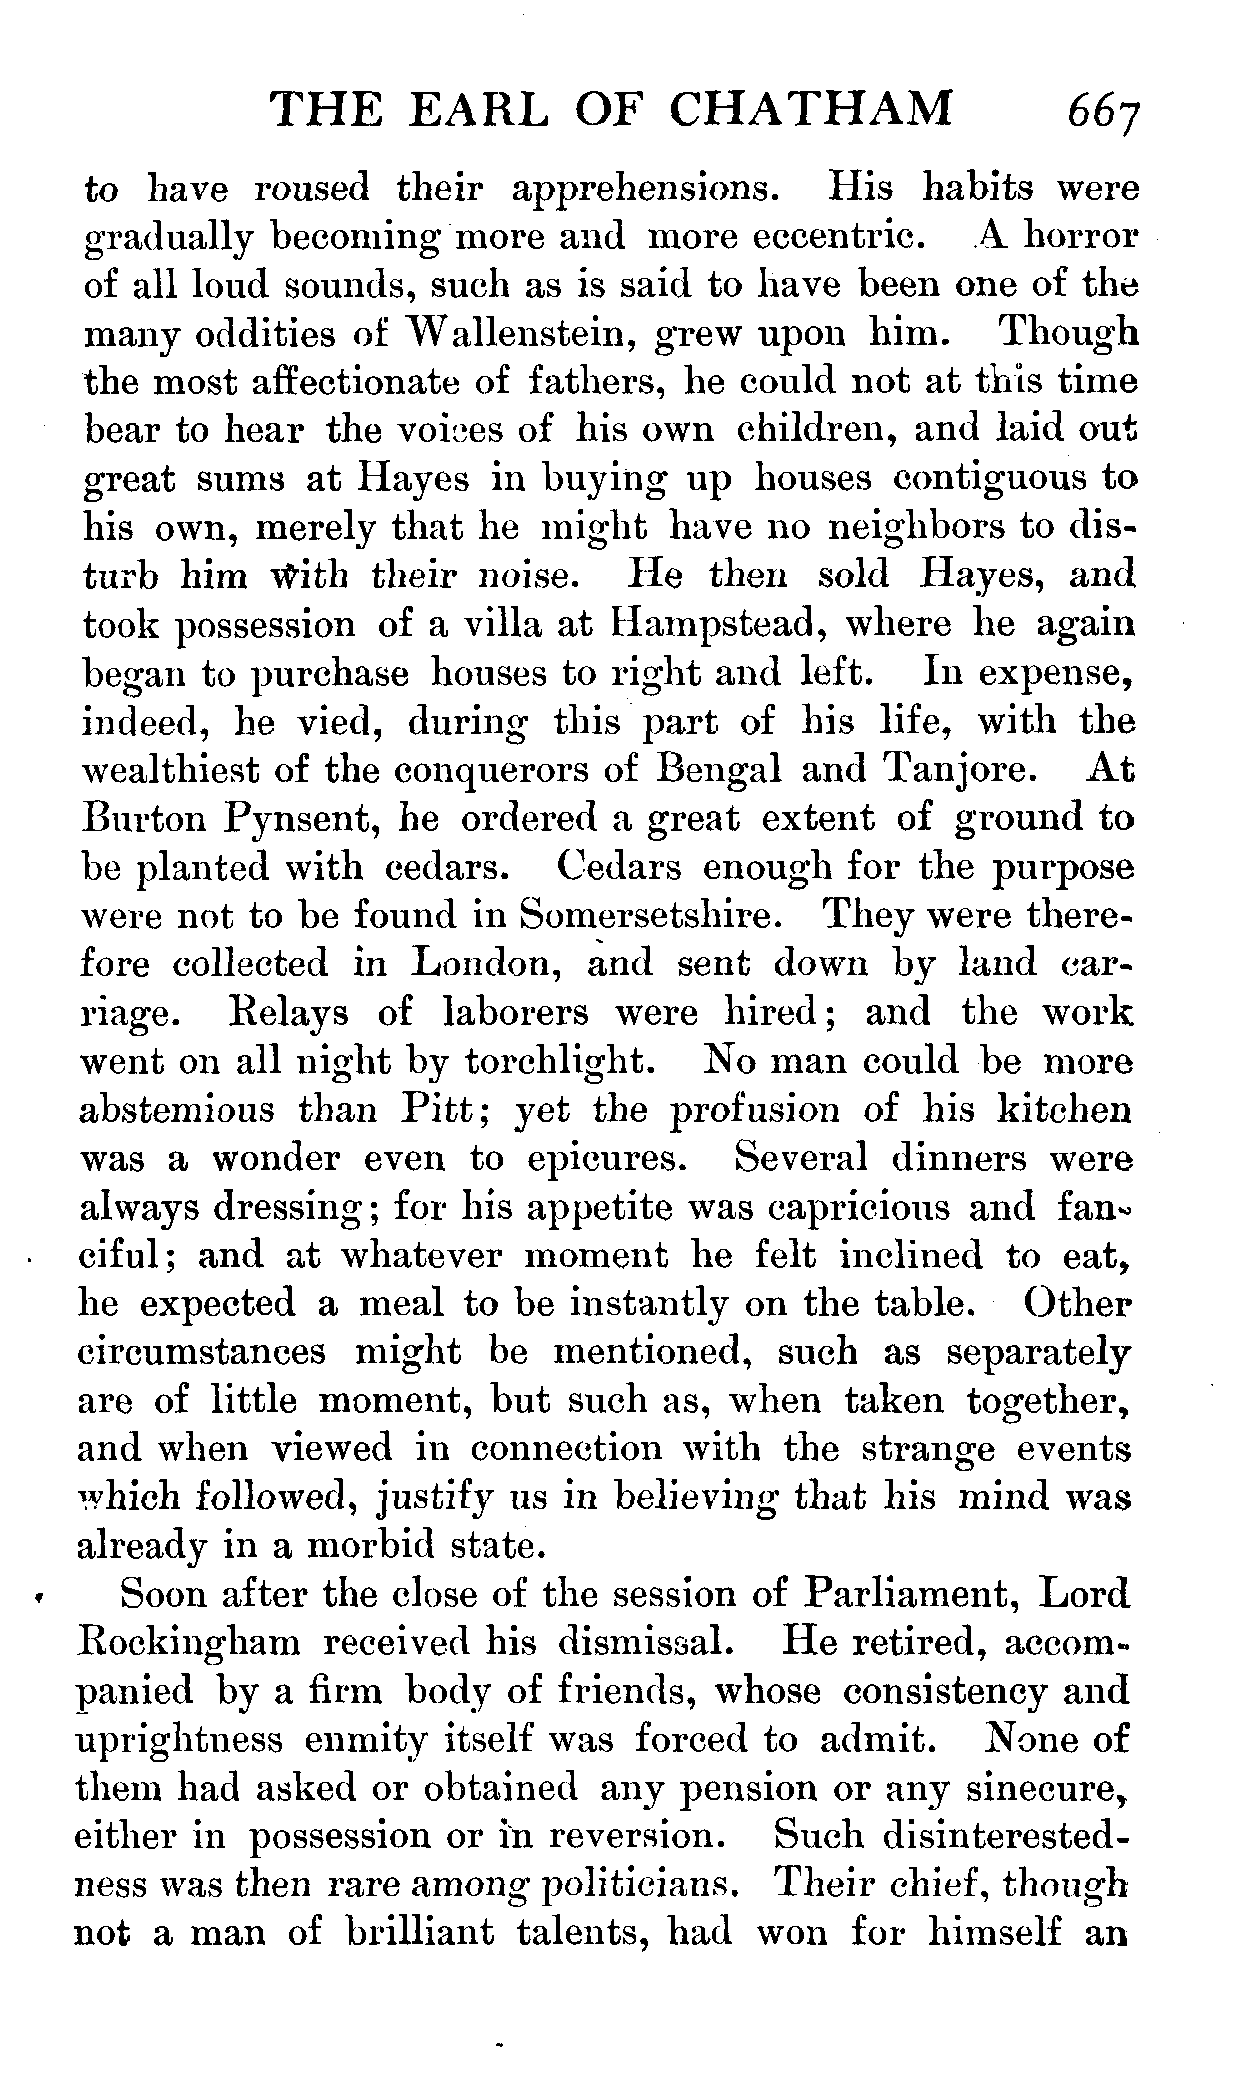 THE EARL OF CHATHAM 667
to have roused their apprehensions. His habits were
gradually becoming more and more eccentric. A horror
of all loud sounds, such as is said to have been one of the
many oddities of Wallenstein, grew upon him. Though
the most affectionate of fathers, he could not at this time
bear to hear the voices of his own children, and laid out
great sums at Hayes in buying up houses contiguous to
his own, merely that he might have no neighbors to dis-
turb him with their noise. He then sold Hayes, and
took possession of a villa at Hampstead, where he again
began to purchase houses to right and left. In expense,
indeed, he vied, during this part of his life, with the
wealthiest of the conquerors of Bengal and Tanjore. At
Burton Pynsent, he ordered a great extent of ground to
be planted with cedars. Cedars enough for the purpose
were not to be found in Somersetshire. They were there-
fore collected in London, and sent down by land car-
riage. Relays of laborers were hired; and the work
went on all night by torchlight. No man could be more
abstemious than Pitt; yet the profusion of his kitchen
was a wonder even to epicures. Several dinners were
always dressing; for his appetite was capricious and fan-
ciful; and at whatever moment he felt inclined to eat,
he expected a meal to be instantly on the table. Other
circumstances might be mentioned, such as separately
are of little moment, but such as, when taken together,
and when viewed in connection with the strange events
which followed, justify us in believing that his mind was
already in a morbid state.
Soon after the close of the session of Parliament, Lord
Rockingham received his dismissal. He retired, accom-
panied by a firm body of friends, whose consistency and
uprightness enmity itself was forced to admit. None of
them had asked or obtained any pension or any sinecure,
either in possession or in reversion. Such disinterested-
ness was then rare among politicians. Their chief, though
not a man of brilliant talents, had won for himself an